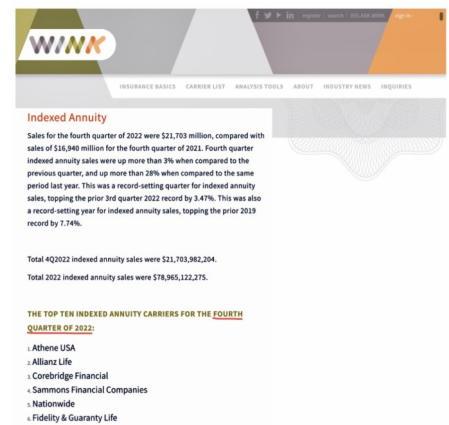 WINK
register | search | 855.ASK.WINK sign in
INSURANCE BASICS CARRIER LIST ANALYSIS TOOLS ABOUT INDUSTRY NEWS INQUIRIES
Indexed Annuity
Sales for the fourth quarter of 2022 were $21,703 million, compared with
sales of $16,940 million for the fourth quarter of 2021. Fourth quarter
indexed annuity sales were up more than 3% when compared to the
previous quarter, and up more than 28% when compared to the same
period last year. This was a record-setting quarter for indexed annuity
sales, topping the prior 3rd quarter 2022 record by 3.47%. This was also
a record-setting year for indexed annuity sales, topping the prior 2019
record by 7.74%.
Total 4Q2022 indexed annuity sales were $21,703,982,204.
Total 2022 indexed annuity sales were $78,965,122,275.
THE TOP TEN INDEXED ANNUITY CARRIERS FOR THE FOURTH
QUARTER OF 2022:
1. Athene USA
2. Allianz Life
3. Corebridge Financial
4. Sammons Financial Companies
5. Nationwide
6. Fidelity & Guaranty Life